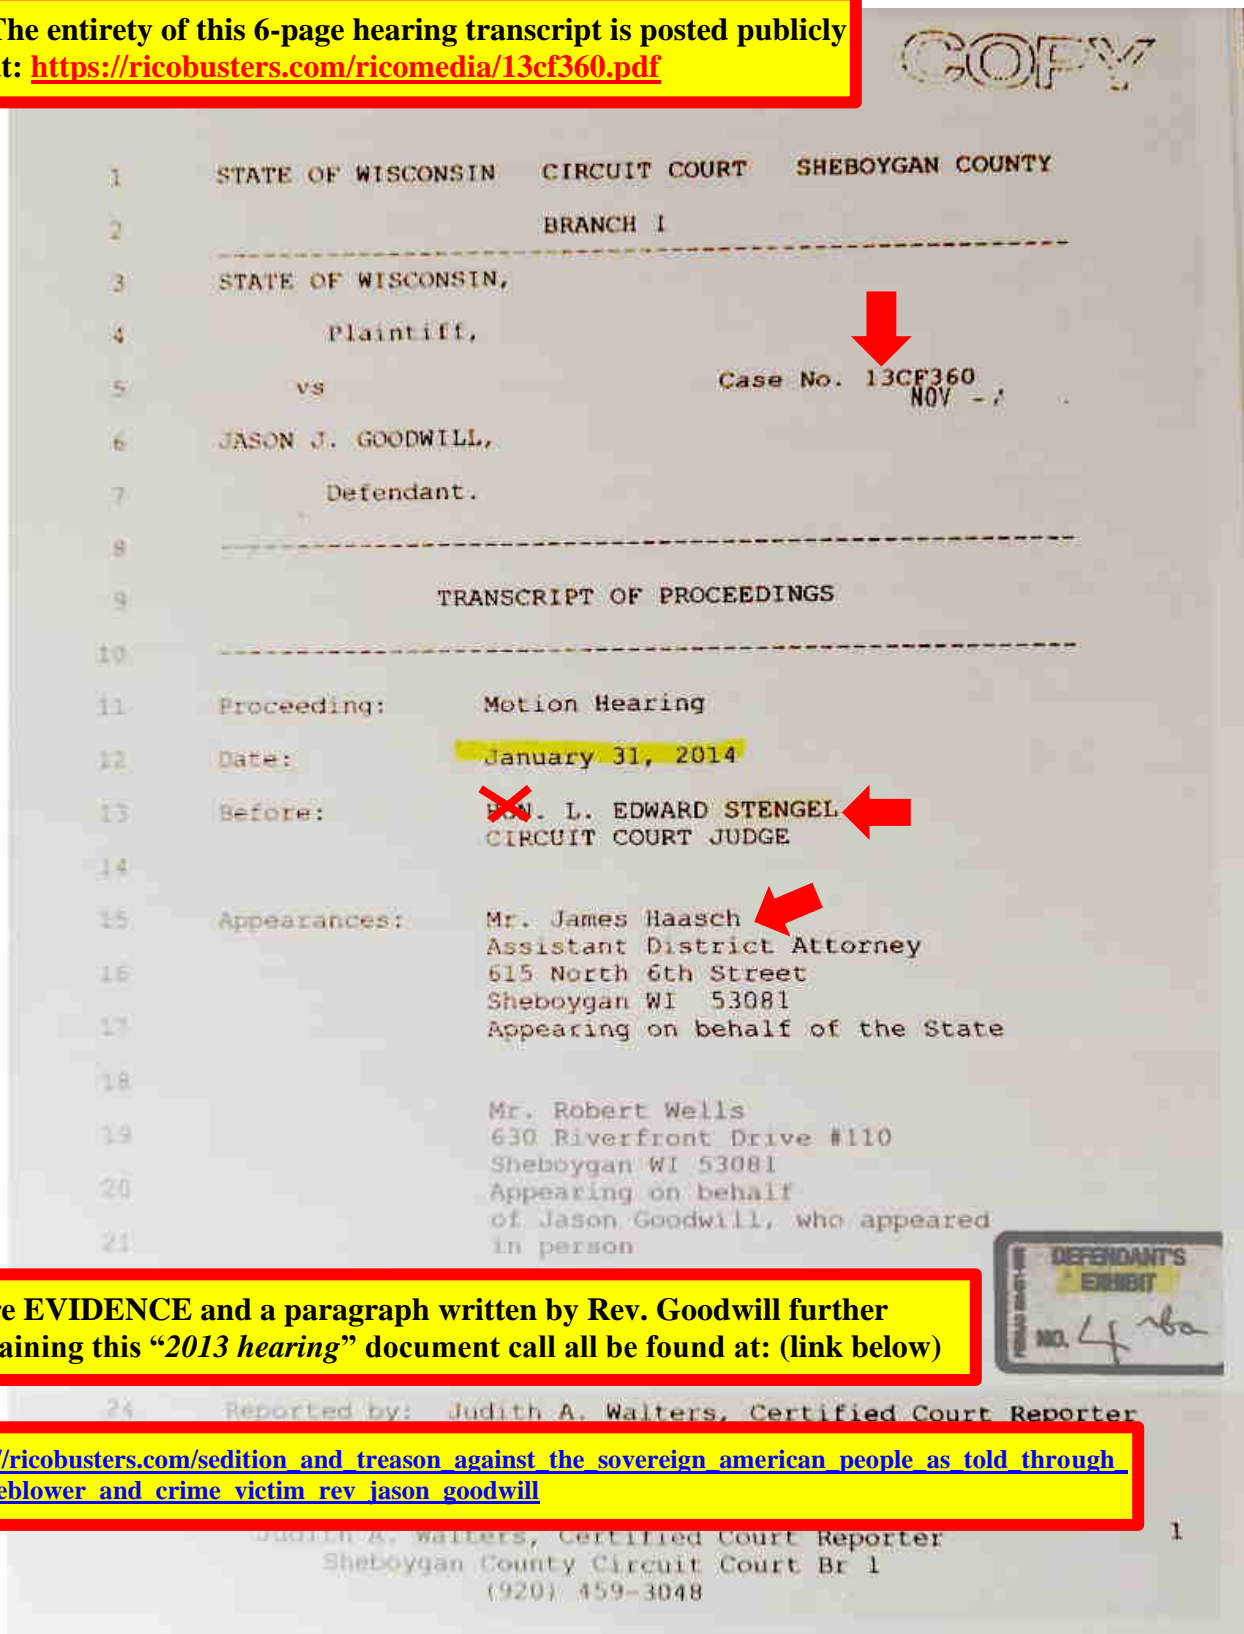 The entirety of this 6-page hearing transcript is posted publicly
at: https://ricobusters.com/ricomedia/13cf360.pdf
COPY
1 STATE OF WISCONSIN CIRCUIT COURT SHEBOYGAN COUNTY
2 BRANCH 1
3 STATE OF WISCONSIN,
4 Plaintiff,
5 vs Case No. 13CF360
NOV -
6 JASON J. GOODWILL,
7 Defendant.
8
9 TRANSCRIPT OF PROCEEDINGS
10
11 Proceeding: Motion Hearing
12 Date: January 31, 2014
13 Before: HON. L. EDWARD STENGEL
CIRCUIT COURT JUDGE
14
15 Appearances: Mr. James Haasch
Assistant District Attorney
16 615 North 6th Street
Sheboygan WI 53081
17 Appearing on behalf of the State
18
Mr. Robert Wells
19 630 Riverfront Drive #110
Sheboygan WI 53081
20 Appearing on behalf
of Jason Goodwill, who appeared
21 in person
DEFENDANT'S
EXHIBIT
NO. 4
re EVIDENCE and a paragraph written by Rev. Goodwill further
aining this “2013 hearing” document call all be found at: (link below)
24 Reported by: Judith A. Walters, Certified Court Reporter
//ricobusters.com/sedition_and_treason_against_the_sovereign_american_people_as_told_through_
eblower_and_crime_victim_rev_jason_goodwill
Judith A. Walters, Certified Court Reporter
1
Sheboygan County Circuit Court Br 1
(920) 459-3048